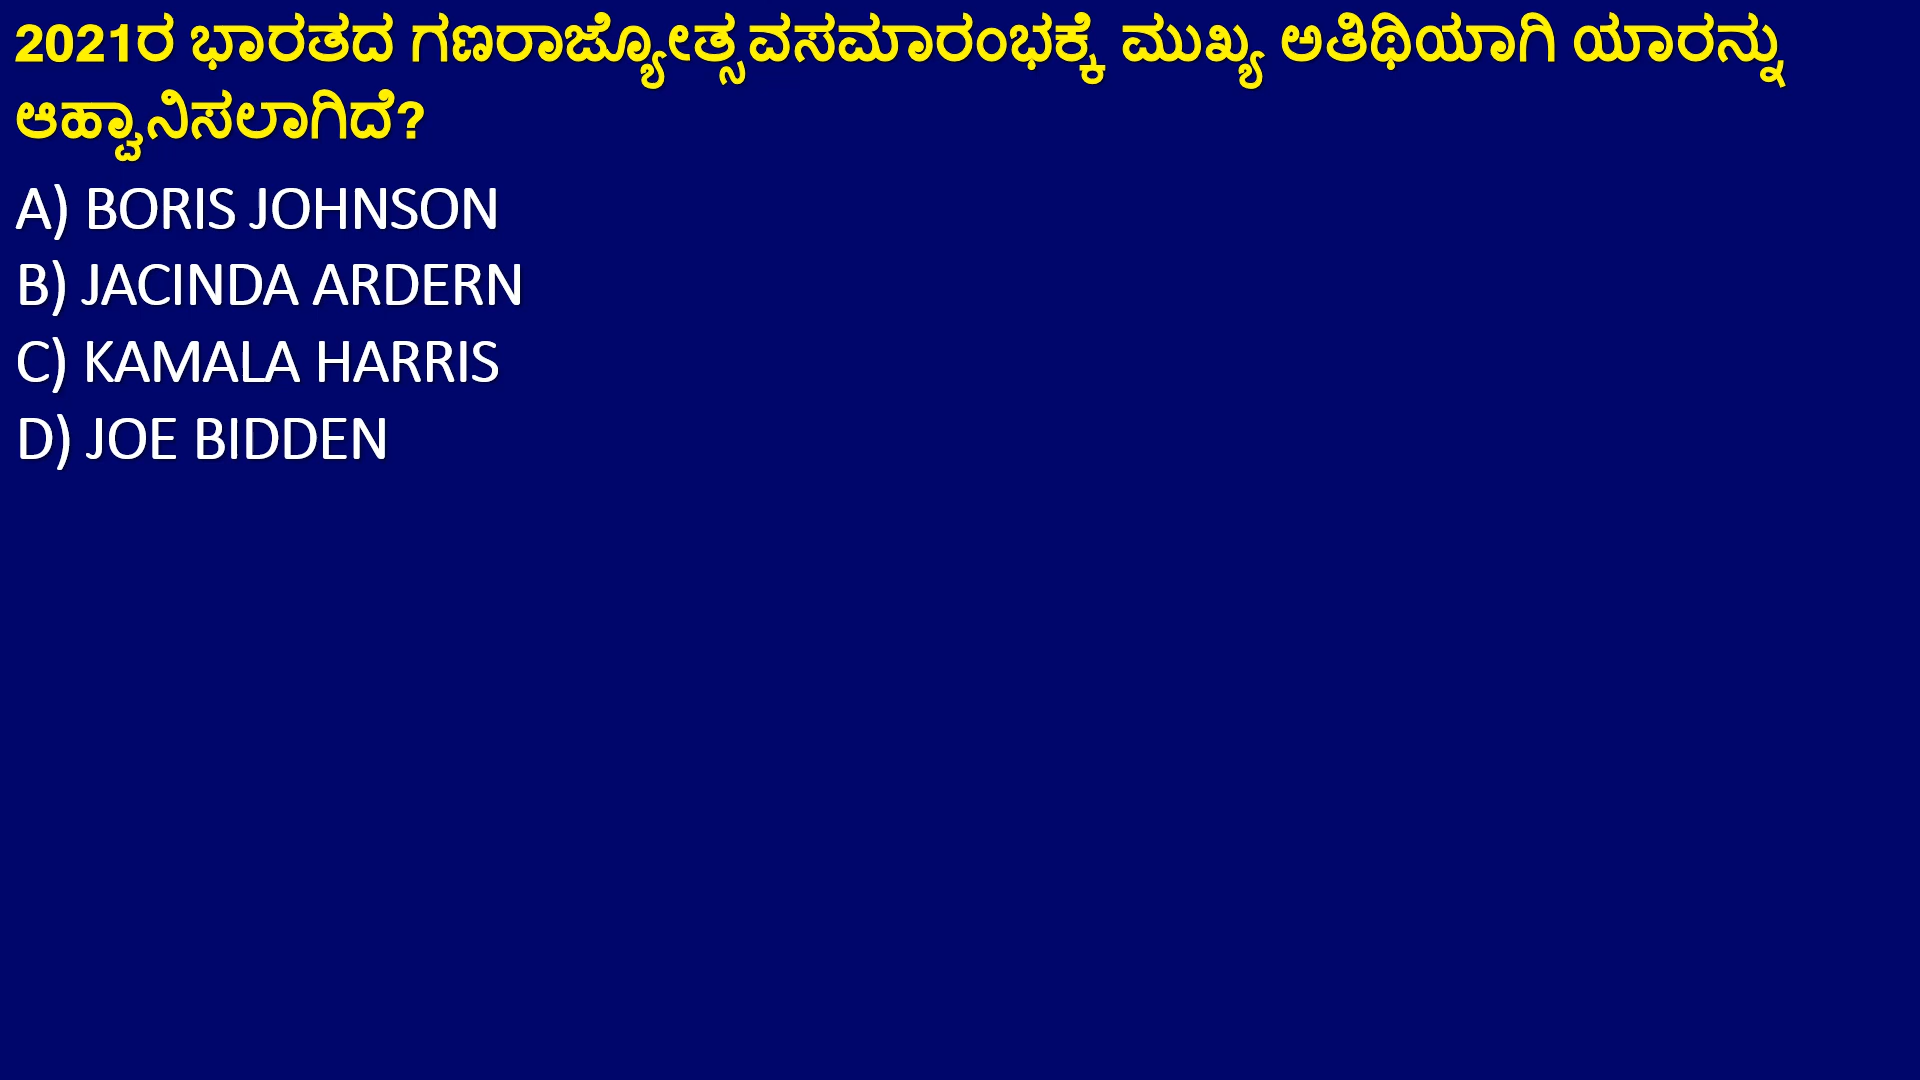 2021ರ ಭಾರತದ ಗಣರಾಜ್ಯೋತ್ಸವಸಮಾರಂಭಕ್ಕೆ ಮುಖ್ಯ ಅತಿಥಿಯಾಗಿ ಯಾರನ್ನು
ಆಹ್ವಾನಿಸಲಾಗಿದೆ?
A) BORIS JOHNSON
B) JACINDA ARDERN
C) KAMALA HARRIS
D) JOE BIDDEN